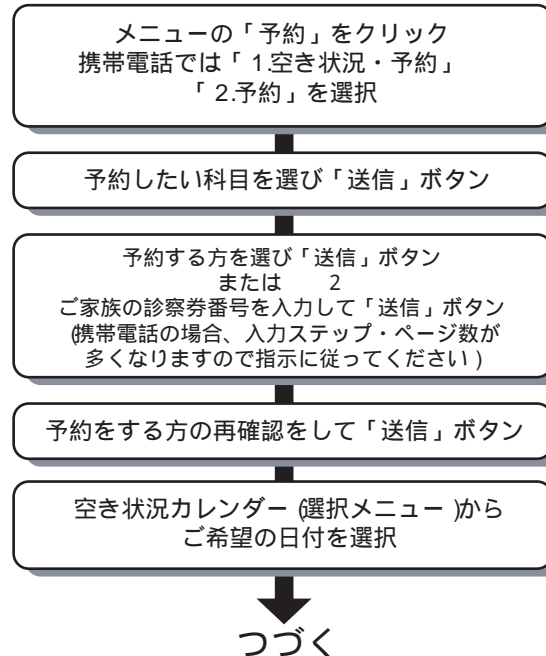 メニューの「予約」をクリック
携帯電話では「1.空き状況・予約」
「2.予約」を選択
予約したい科目を選び「送信」ボタン
予約する方を選び「送信」ボタン
または 2
ご家族の診察券番号を入力して「送信」ボタン
(携帯電話の場合、入力ステップ・ページ数が
多くなりますので指示に従ってください)
予約をする方の再確認をして「送信」ボタン
空き状況カレンダー(選択メニュー)から
ご希望の日付を選択
つづく